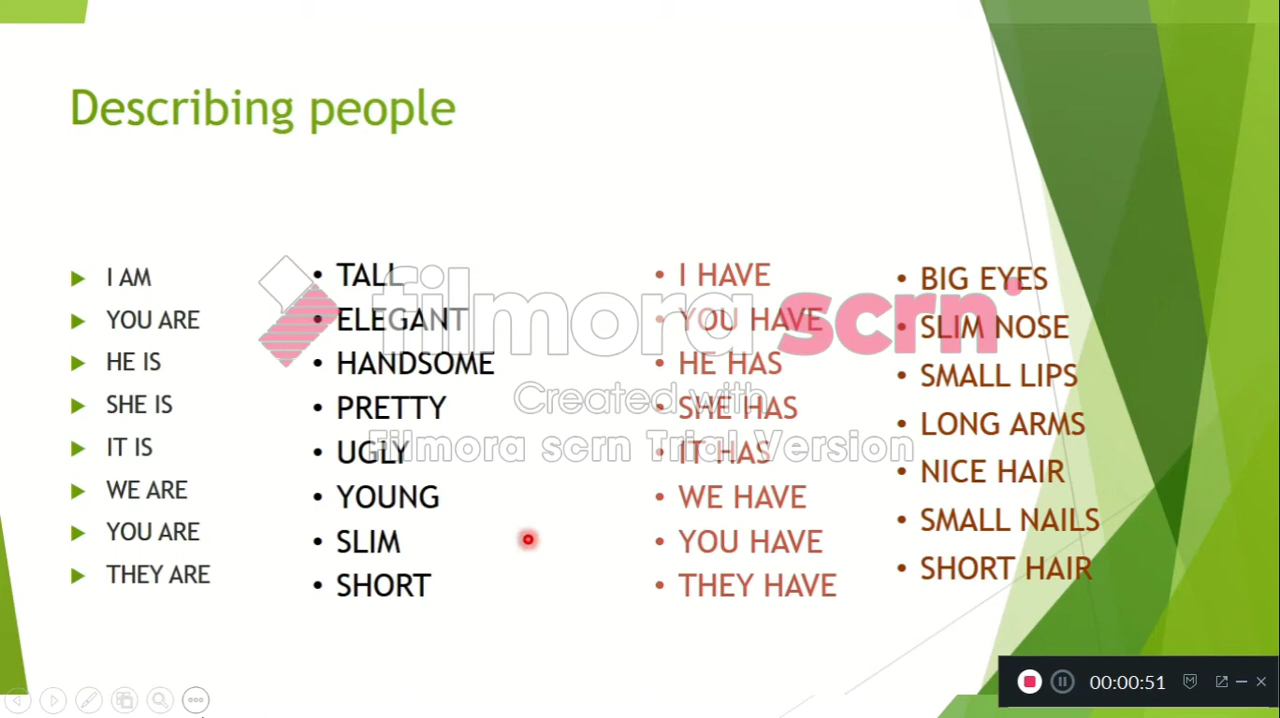 Describing people
I AM
YOU ARE
HE IS
SHE IS
IT IS
WE ARE
YOU ARE
THEY ARE
TALL
ELEGANT
HANDSOME
PRETTY
UGLY
YOUNG
SLIM
SHORT
I HAVE
YOU HAVE
HE HAS
SHE HAS
IT HAS
WE HAVE
YOU HAVE
THEY HAVE
BIG EYES
SLIM NOSE
SMALL LIPS
LONG ARMS
NICE HAIR
SMALL NAILS
SHORT HAIR
filmora scrn
Created with
Filmora scrn Trial Version
00:00:51